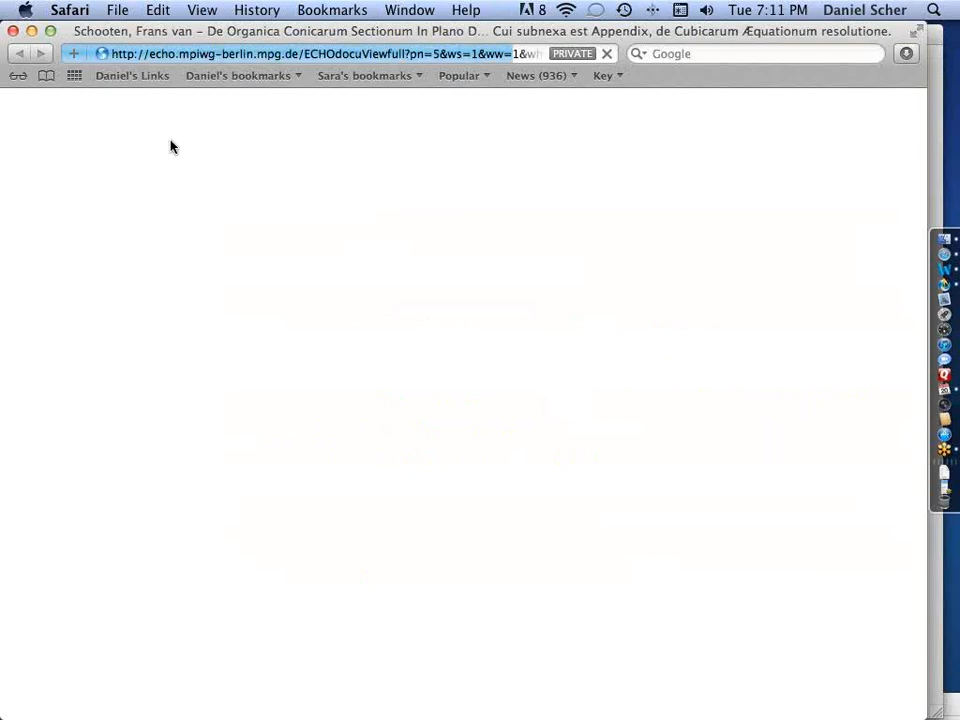 Safari File Edit View History Bookmarks Window Help 8 Tue 7:11 PM Daniel Scher
Schooten, Frans van – De Organica Conicarum Sectionum In Plano D... Cui subnexa est Appendix, de Cubicarum Æquationum resolutione.
http://echo.mpiwg-berlin.mpg.de/ECHOdocuViewfull?pn=5&ws=1&ww=1&wh PRIVATE Google
Daniel's Links Daniel's bookmarks Sara's bookmarks Popular News (936) Key